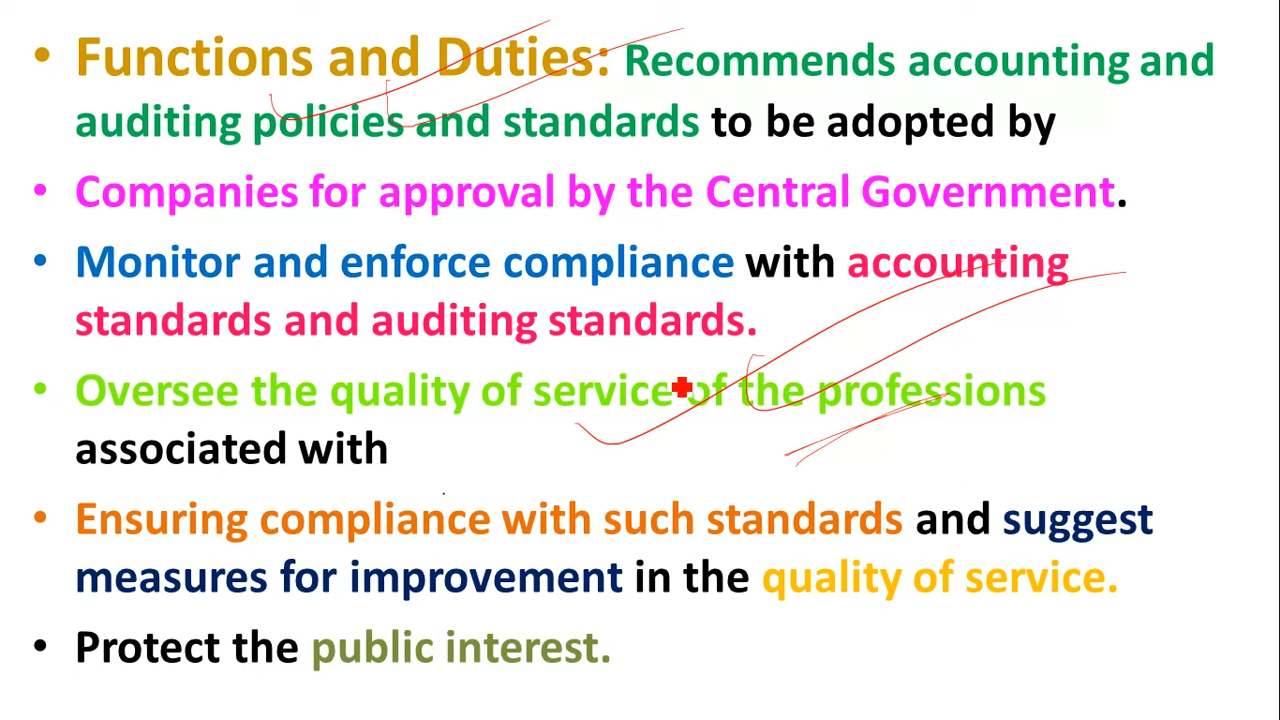 • Functions and Duties: Recommends accounting and
auditing policies and standards to be adopted by
• Companies for approval by the Central Government.
• Monitor and enforce compliance with accounting
standards and auditing standards.
• Oversee the quality of service of the professions
associated with
• Ensuring compliance with such standards and suggest
measures for improvement in the quality of service.
• Protect the public interest.